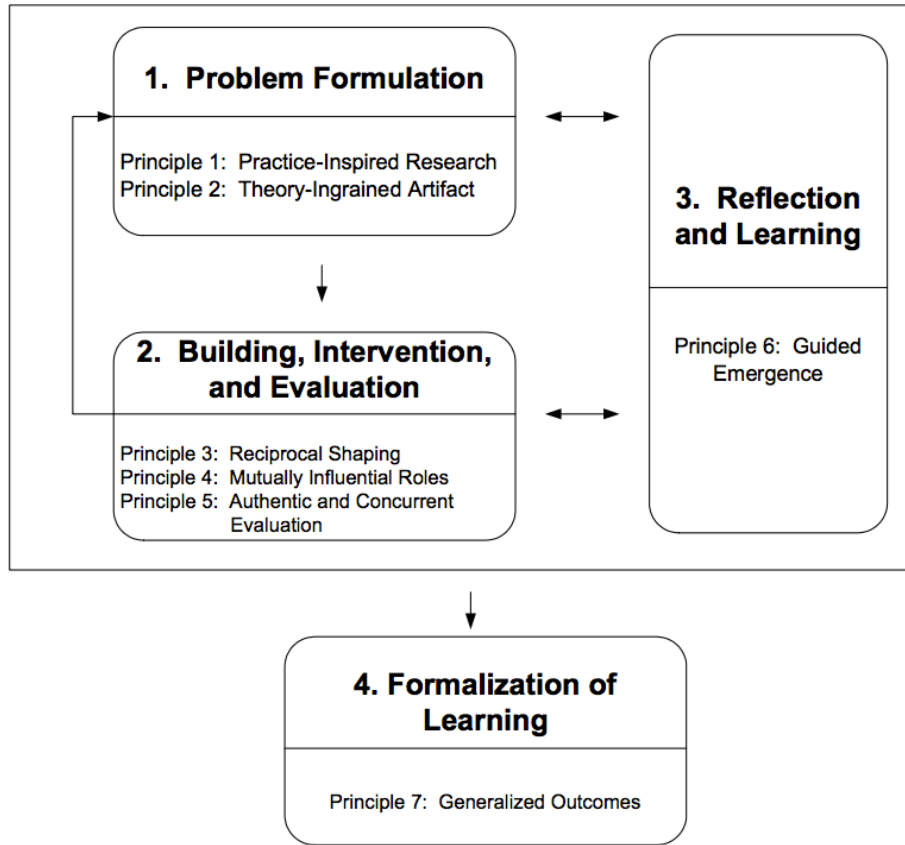 1.  Problem Formulation
Principle 1:  Practice-Inspired Research
Principle 2:  Theory-Ingrained Artifact
2.  Building, Intervention,
and Evaluation
Principle 3:  Reciprocal Shaping
Principle 4:  Mutually Influential Roles
Principle 5:  Authentic and Concurrent
Evaluation
3.  Reflection
and Learning
Principle 6:  Guided
Emergence
4. Formalization of
Learning
Principle 7:  Generalized Outcomes